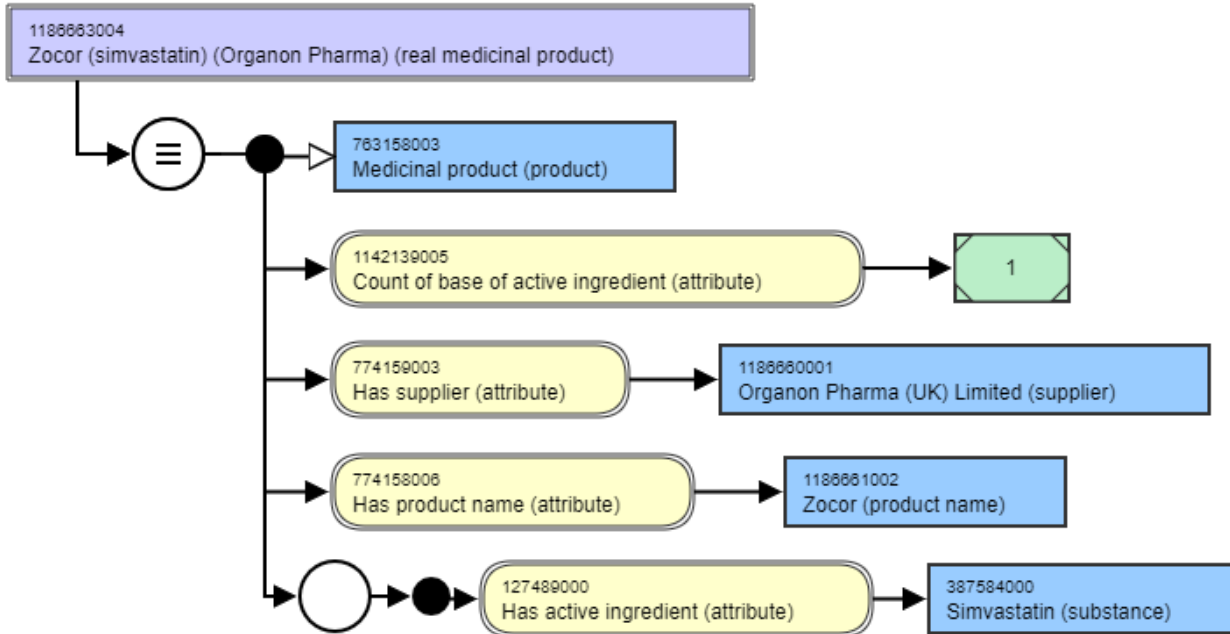 1186663004
Zocor (simvastatin) (Organon Pharma) (real medicinal product)
763158003
Medicinal product (product)
1142139005
Count of base of active ingredient (attribute)
1
774159003
Has supplier (attribute)
1186660001
Organon Pharma (UK) Limited (supplier)
774158006
Has product name (attribute)
1186661002
Zocor (product name)
127489000
Has active ingredient (attribute)
387584000
Simvastatin (substance)